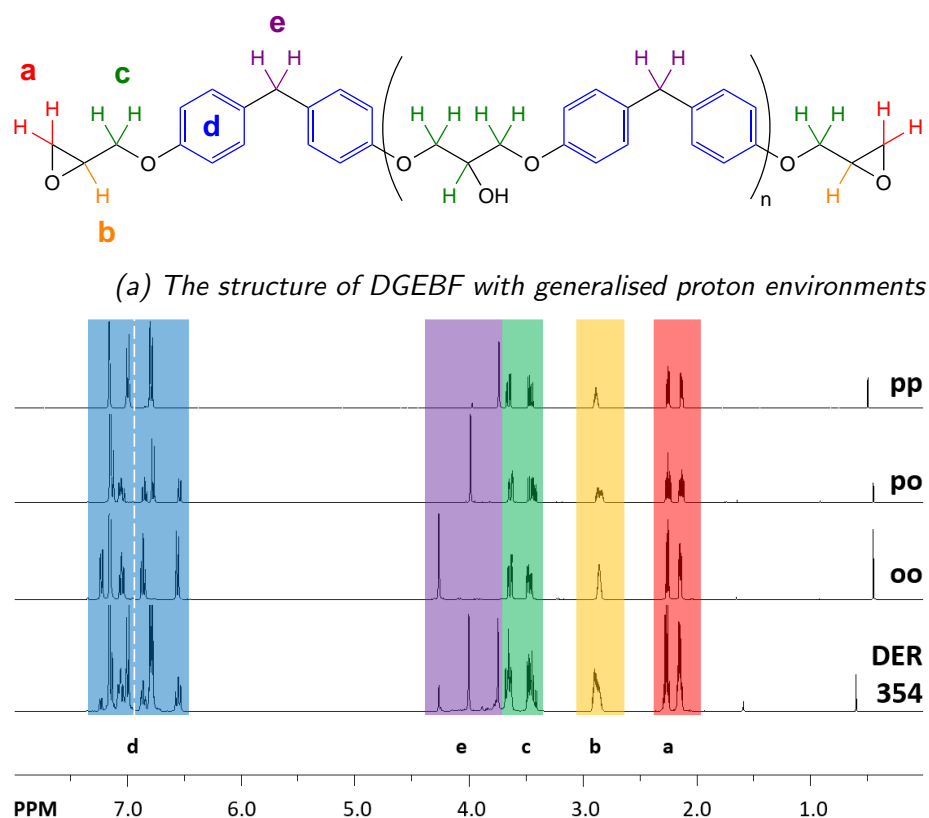 e
a
c
H H
H H
H
H H
H
H H
H H
H H
H
H
d
O
O
O
O
O
O
H
H
OH
H
n
b
(a) The structure of DGEBF with generalised proton environments
pp
po
oo
DER
354
d e c b a
PPM 7.0 6.0 5.0 4.0 3.0 2.0 1.0